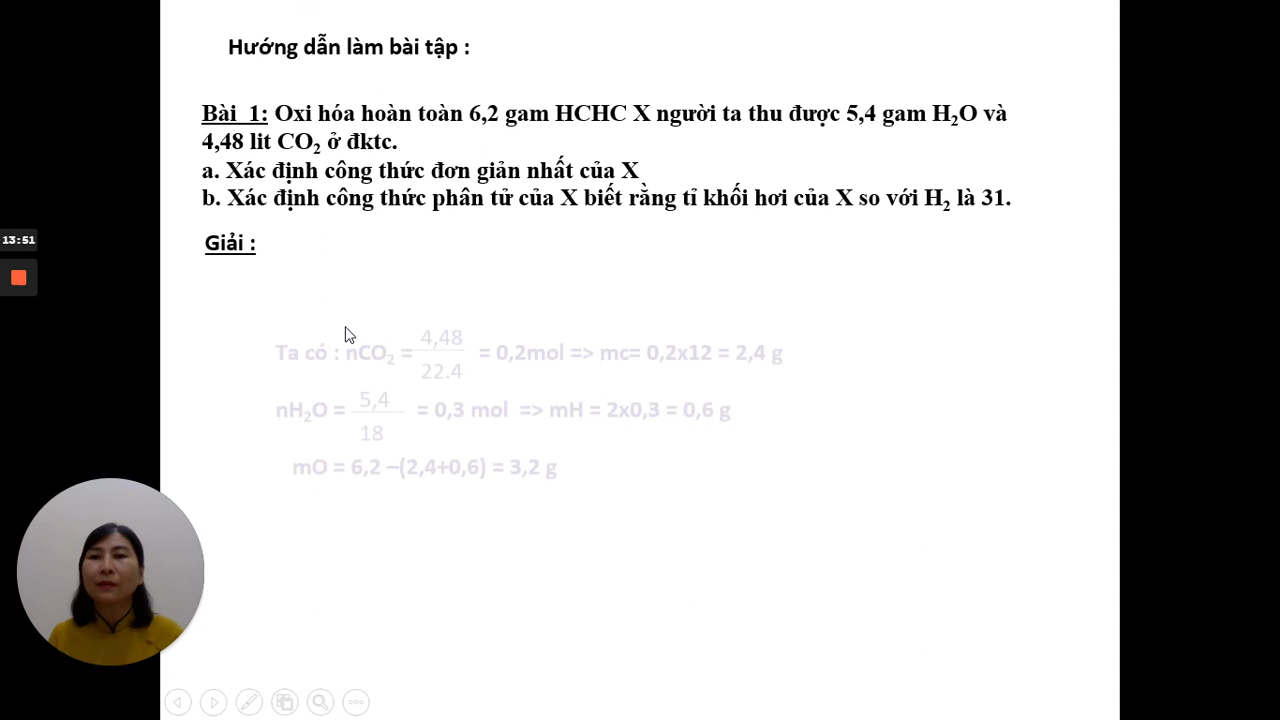 Hướng dẫn làm bài tập :
Bài 1: Oxi hóa hoàn toàn 6,2 gam HCHC X người ta thu được 5,4 gam H₂O và
4,48 lit CO₂ ở đktc.
a. Xác định công thức đơn giản nhất của X
b. Xác định công thức phân tử của X biết rằng tỉ khối hơi của X so với H₂ là 31.
13:51
Giải :
Ta có : nCO₂ = 4,48 / 22.4 = 0,2mol => mc= 0,2x12 = 2,4 g
nH₂O = 5,4 / 18 = 0,3 mol => mH = 2x0,3 = 0,6 g
mO = 6,2 –(2,4+0,6) = 3,2 g